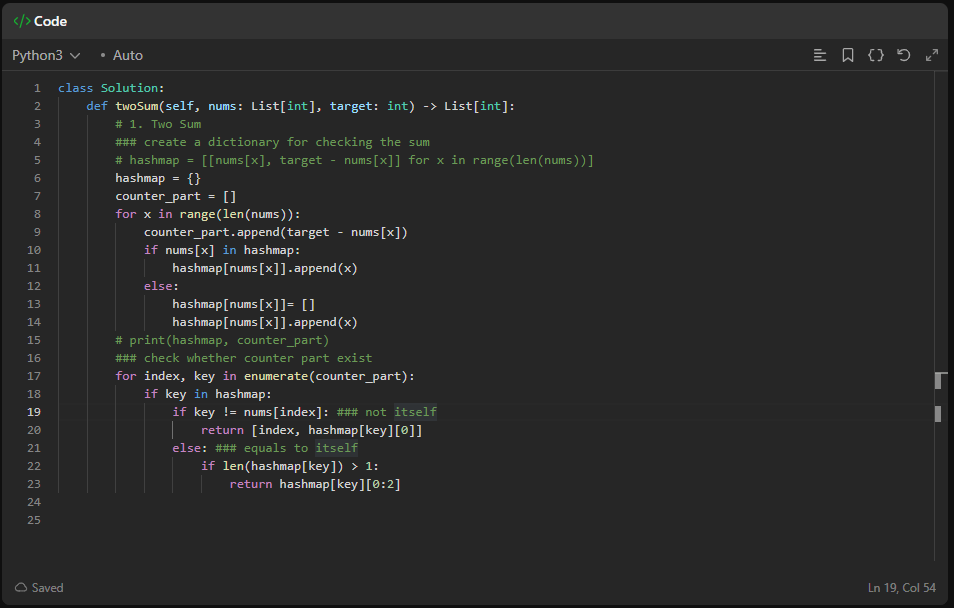 </> Code
Python3 • Auto
1 class Solution:
2 def twoSum(self, nums: List[int], target: int) -> List[int]:
3 # 1. Two Sum
4 ### create a dictionary for checking the sum
5 # hashmap = [[nums[x], target - nums[x]] for x in range(len(nums))]
6 hashmap = {}
7 counter_part = []
8 for x in range(len(nums)):
9 counter_part.append(target - nums[x])
10 if nums[x] in hashmap:
11 hashmap[nums[x]].append(x)
12 else:
13 hashmap[nums[x]]= []
14 hashmap[nums[x]].append(x)
15 # print(hashmap, counter_part)
16 ### check whether counter part exist
17 for index, key in enumerate(counter_part):
18 if key in hashmap:
19 if key != nums[index]: ### not itself
20 return [index, hashmap[key][0]]
21 else: ### equals to itself
22 if len(hashmap[key]) > 1:
23 return hashmap[key][0:2]
24
25
Saved Ln 19, Col 54